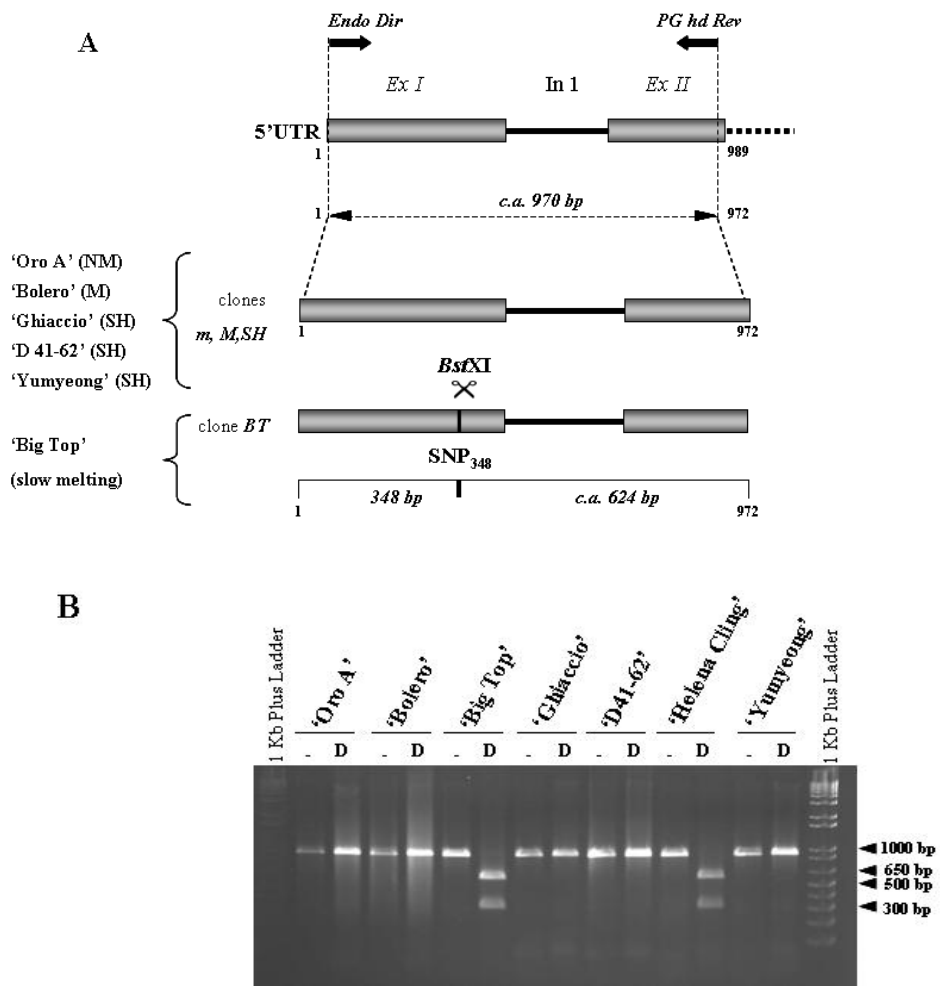 A
Endo Dir
PG hd Rev
Ex I
In 1
Ex II
5'UTR
1
989
c.a. 970 bp
1
972
‘Oro A’ (NM)
‘Bolero’ (M)
‘Ghiaccio’ (SH)
‘D 41-62’ (SH)
‘Yumyeong’ (SH)
clones
m, M,SH
1
972
BstXI
‘Big Top’
(slow melting)
clone BT
SNP348
348 bp
c.a. 624 bp
1
972
B
1 Kb Plus Ladder
‘Oro A’
‘Bolero’
‘Big Top’
‘Ghiaccio’
‘D41-62’
‘Helena Cling’
‘Yumyeong’
1 Kb Plus Ladder
- D - D - D - D - D - D - D
1000 bp
650 bp
500 bp
300 bp